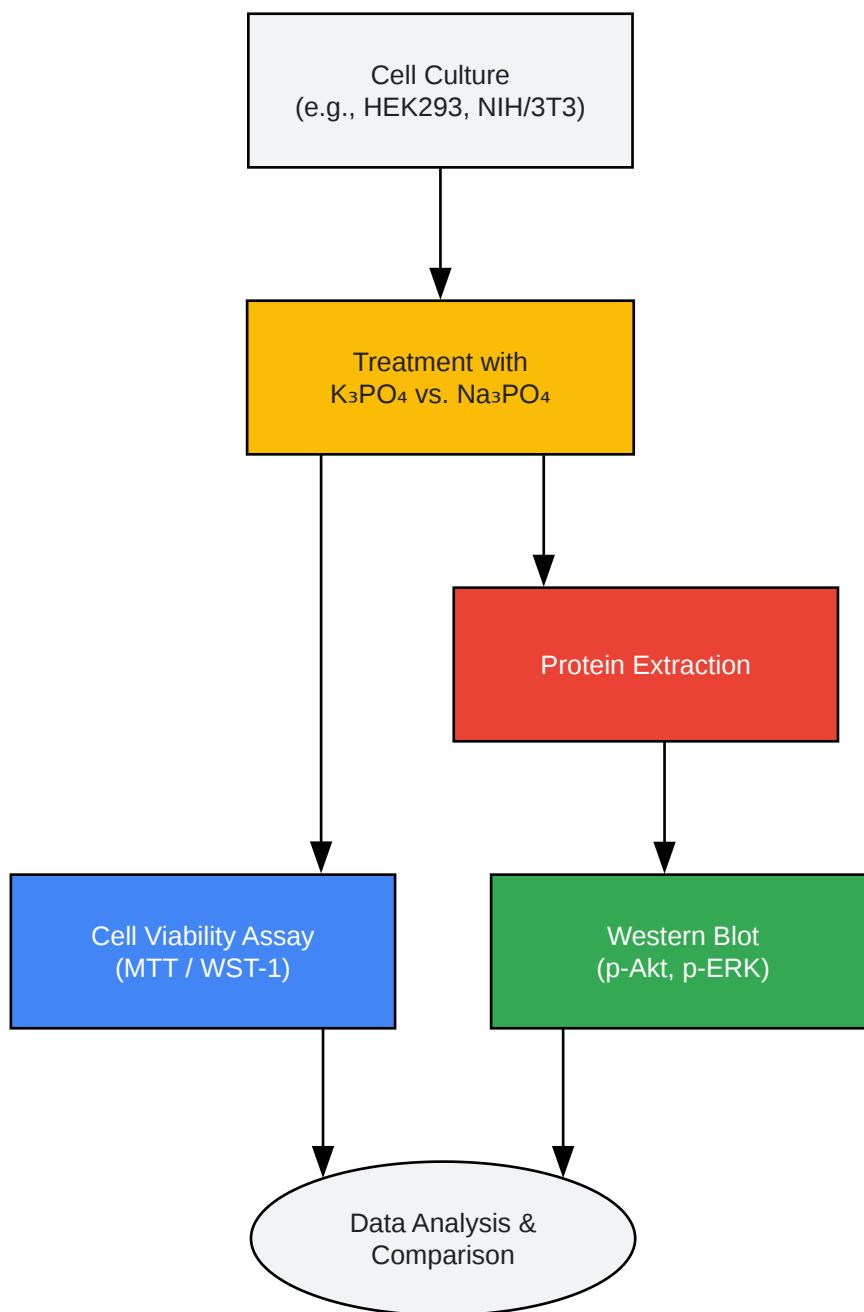 Cell Culture
(e.g., HEK293, NIH/3T3)
Treatment with
K₃PO₄ vs. Na₃PO₄
Protein Extraction
Cell Viability Assay
(MTT / WST-1)
Western Blot
(p-Akt, p-ERK)
Data Analysis &
Comparison